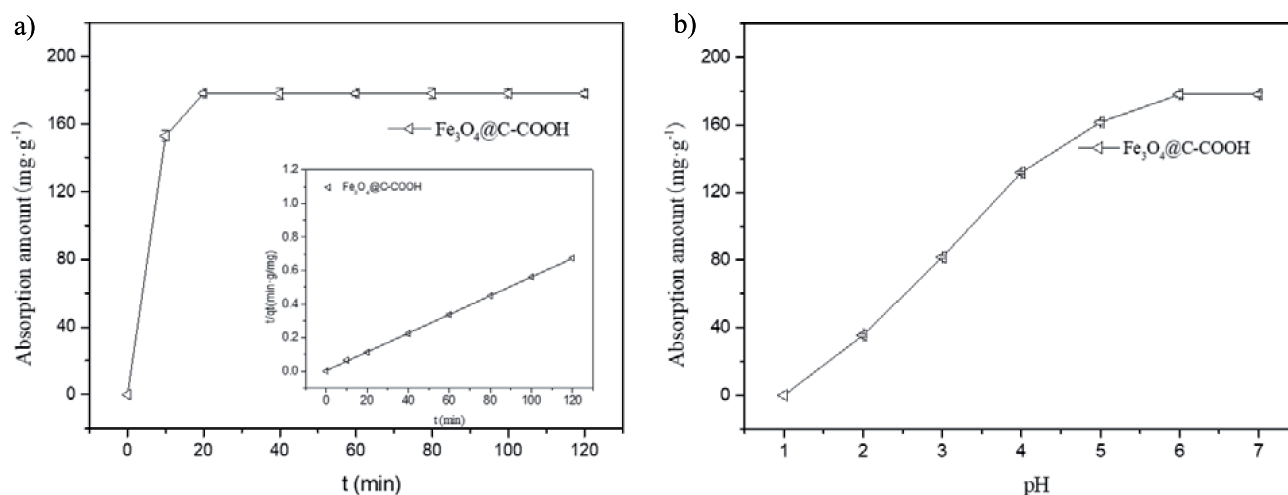 a)
Absorption amount (mg·g⁻¹)
200
160
120
80
40
0
Fe₃O₄@C-COOH
t/qt(min·g/mg)
1.2
1.0
0.8
0.6
0.4
0.2
0.0
Fe₃O₄@C-COOH
0 20 40 60 80 100 120
t (min)
0 20 40 60 80 100 120
t (min)
b)
Absorption amount (mg·g⁻¹)
200
160
120
80
40
0
Fe₃O₄@C-COOH
1 2 3 4 5 6 7
pH